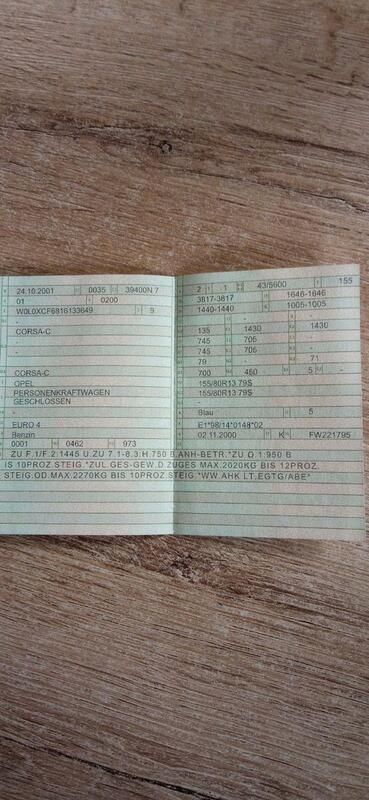 24.10.2001 0035 39400N 7
01 0200
W0L0XCF6816133649 9
-
CORSA-C
-
CORSA-C
OPEL
PERSONENKRAFTWAGEN
GESCHLOSSEN
-
EURO 4
Benzin
0001 0462 973
2 1 43/5600 155
3817-3817 1646-1646
1440-1440 1005-1005
- -
135 1430 1430
745 705 -
745 705 -
79 - 71
700 450 5 -
155/80R13 79S
155/80R13 79S
-
Blau 5
E1*98/14*0148*02
02.11.2000 K FW221795
ZU F.1/F.2:1445 U.ZU 7.1-8.3:H.750 B.ANH-BETR.*ZU O.1:950 B
IS 10PROZ.STEIG.*ZUL.GES-GEW.D.ZUGES MAX.2020KG BIS 12PROZ.
STEIG.OD.MAX.2270KG BIS 10PROZ.STEIG.*WW.AHK LT.EGTG/ABE*